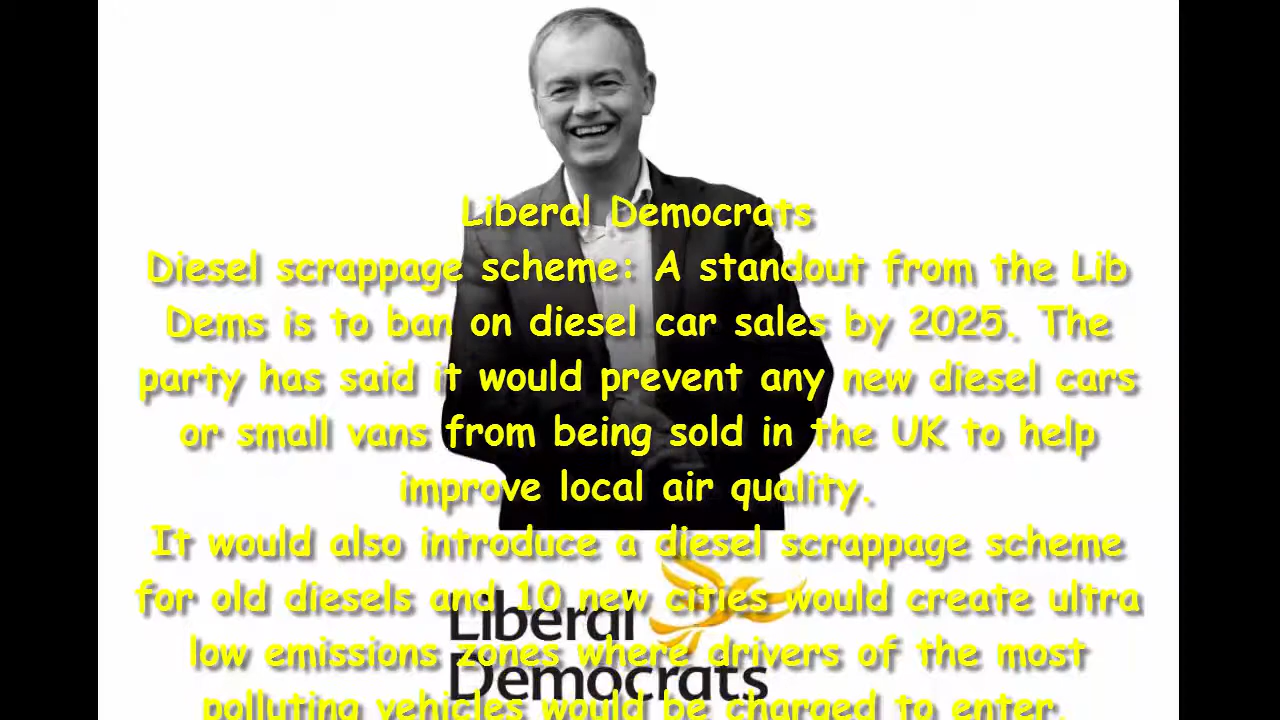 Liberal Democrats
Diesel scrappage scheme: A standout from the Lib
Dems is to ban on diesel car sales by 2025. The
party has said it would prevent any new diesel cars
or small vans from being sold in the UK to help
improve local air quality.
It would also introduce a diesel scrappage scheme
for old diesels and 10 new cities would create ultra
Liberal
low emissions zones where drivers of the most
Democrats
polluting vehicles would be charged to enter.